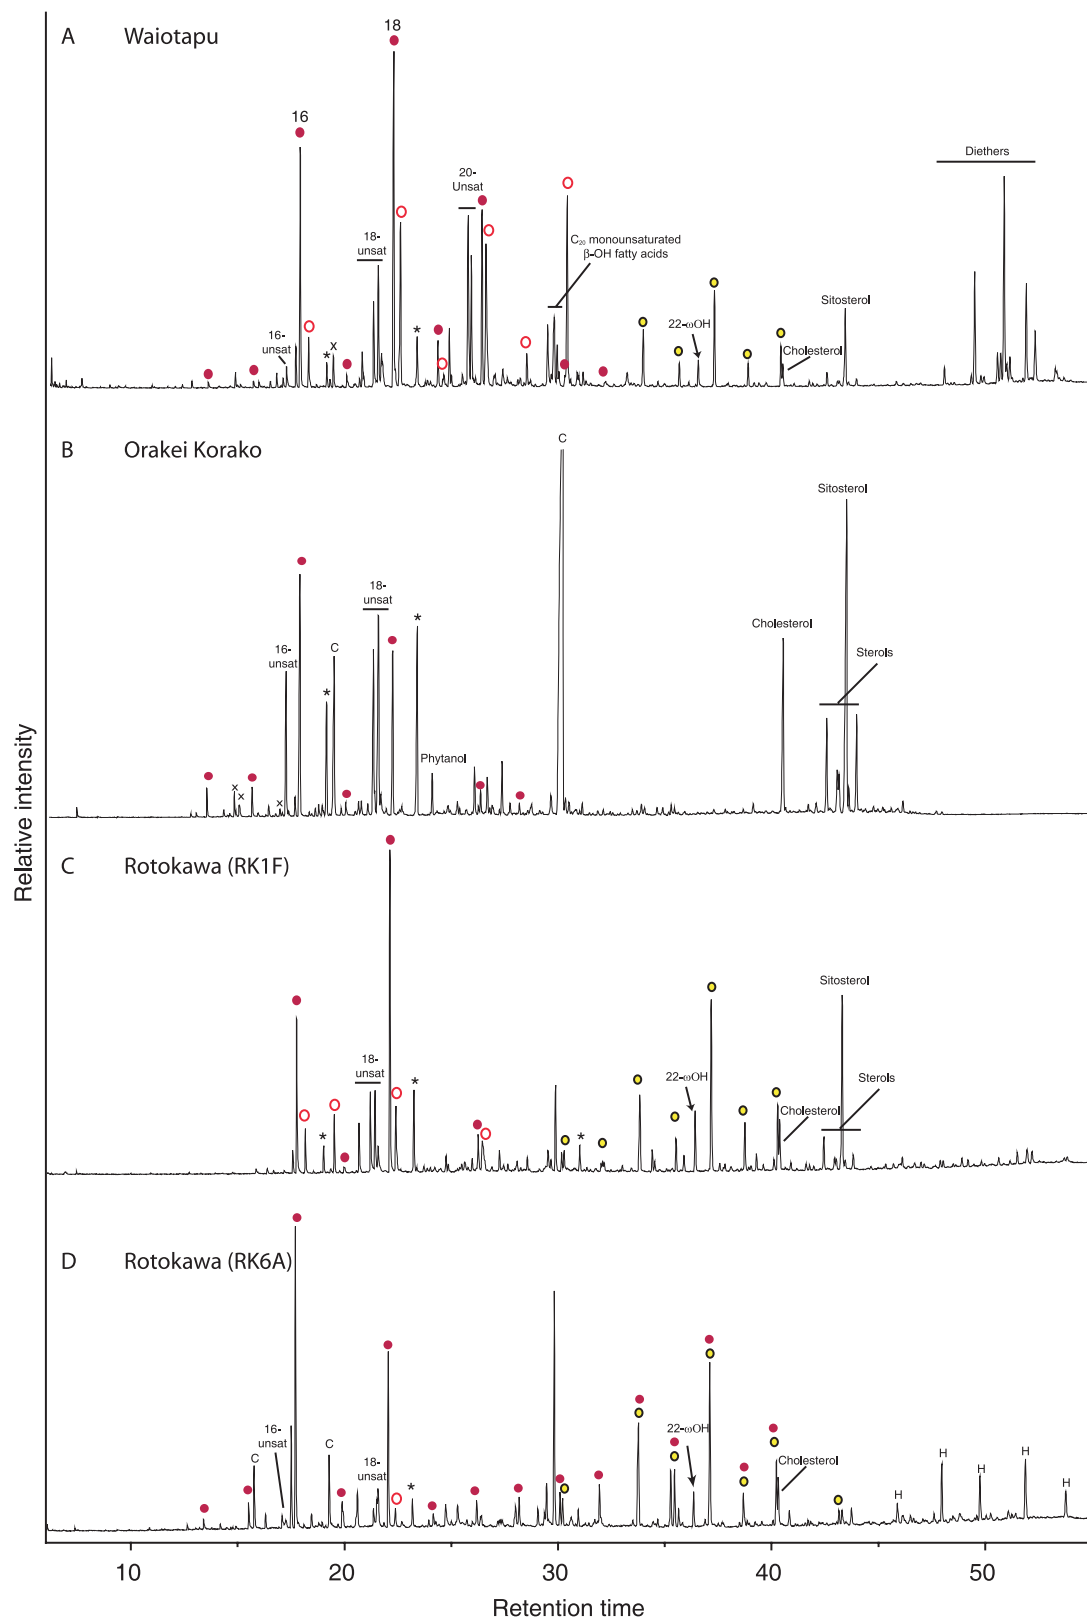 A Waiotapu
18
16
20-
Unsat
18-
unsat
16-
unsat
*
x
*
C₂₀ monounsaturated
β-OH fatty acids
22-ωOH
Cholesterol
Sitosterol
Diethers
B Orakei Korako
C
Sitosterol
18-
unsat
16-
unsat
C
*
*
x
x
x
Phytanol
Cholesterol
Sterols
C Rotokawa (RK1F)
Sitosterol
18-
unsat
*
*
*
22-ωOH
Cholesterol
Sterols
D Rotokawa (RK6A)
16-
unsat
C
C
18-
unsat
*
22-ωOH
Cholesterol
H
H
H
H
H
Relative intensity
10 20 30 40 50
Retention time